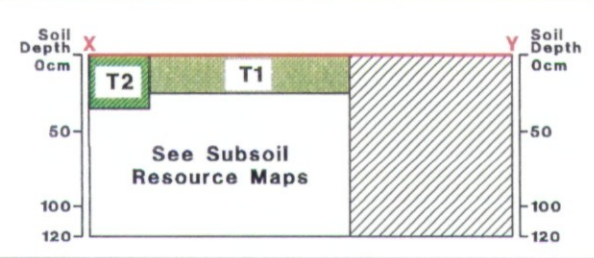 Soil
Depth
X
Y
Soil
Depth
0cm
0cm
T2
T1
50
50
See Subsoil
Resource Maps
100
100
120
120